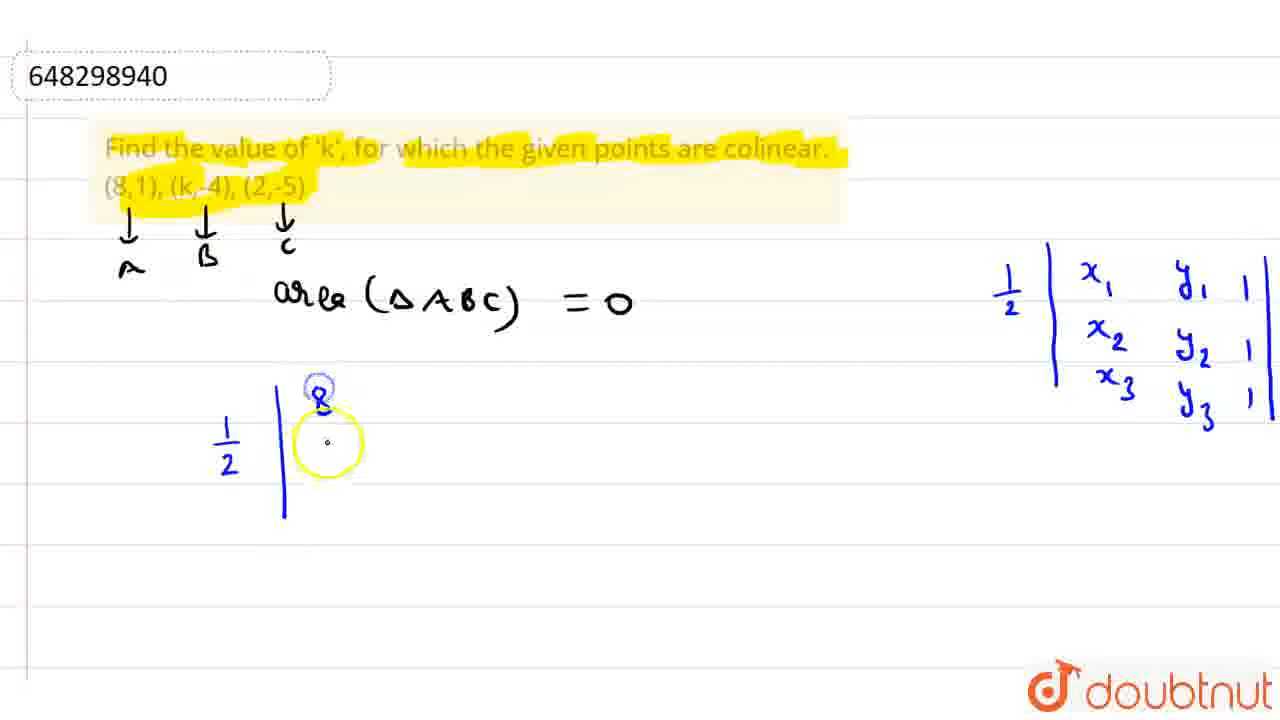 648298940
Find the value of 'k', for which the given points are colinear.
(8,1), (k,-4), (2,-5)
↓ ↓ ↓
A B C
area (Δ ABC) = 0
1/2 | x₁ y₁ 1 |
x₂ y₂ 1
x₃ y₃ 1
1/2 | 8
doubtnut